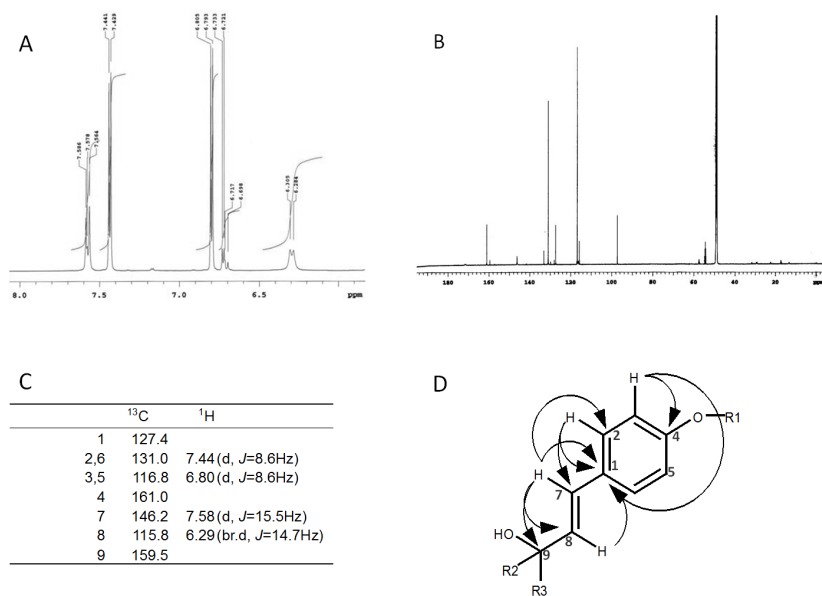 A
7.441 7.429 6.805 6.793 6.733 6.721
7.586 7.578 7.564
6.717 6.698
6.305 6.284
8.0 7.5 7.0 6.5 ppm
B
180 160 140 120 100 80 60 40 20
C
13C 1H
1 127.4
2,6 131.0 7.44(d, J=8.6Hz)
3,5 116.8 6.80(d, J=8.6Hz)
4 161.0
7 146.2 7.58(d, J=15.5Hz)
8 115.8 6.29(br.d, J=14.7Hz)
9 159.5
D
H
H 2 4 O R1
H 1 5
7
HO 8 H
9
R2 R3